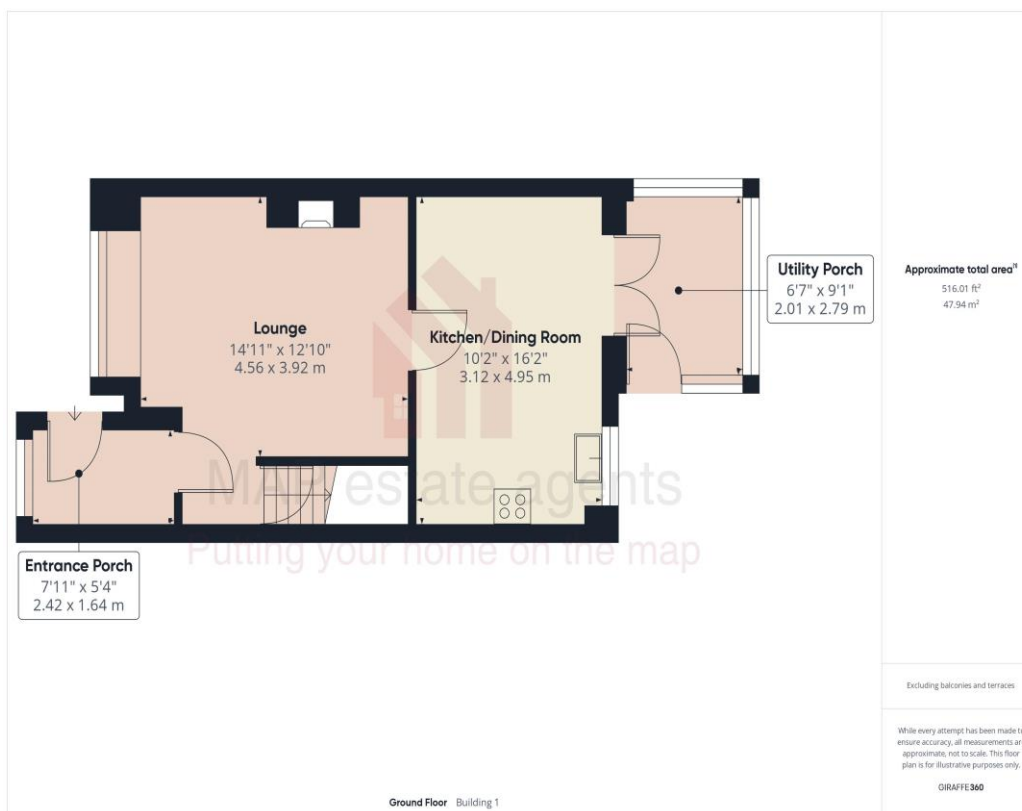 Lounge
14'11" x 12'10"
4.56 x 3.92 m
Kitchen/Dining Room
10'2" x 16'2"
3.12 x 4.95 m
Utility Porch
6'7" x 9'1"
2.01 x 2.79 m
Entrance Porch
7'11" x 5'4"
2.42 x 1.64 m
MAP estate agents
Putting your home on the map
Ground Floor Building 1
Approximate total area⁽¹⁾
516.01 ft²
47.94 m²
Excluding balconies and terraces
While every attempt has been made to
ensure accuracy, all measurements are
approximate, not to scale. This floor
plan is for illustrative purposes only.
GIRAFFE360